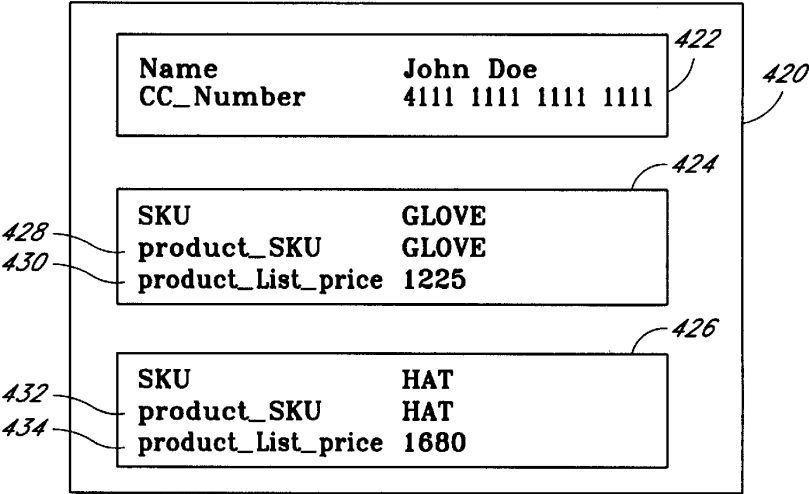 422
Name John Doe
CC_Number 4111 1111 1111 1111
420
424
SKU GLOVE
428 product_SKU GLOVE
430 product_List_price 1225
426
SKU HAT
432 product_SKU HAT
434 product_List_price 1680